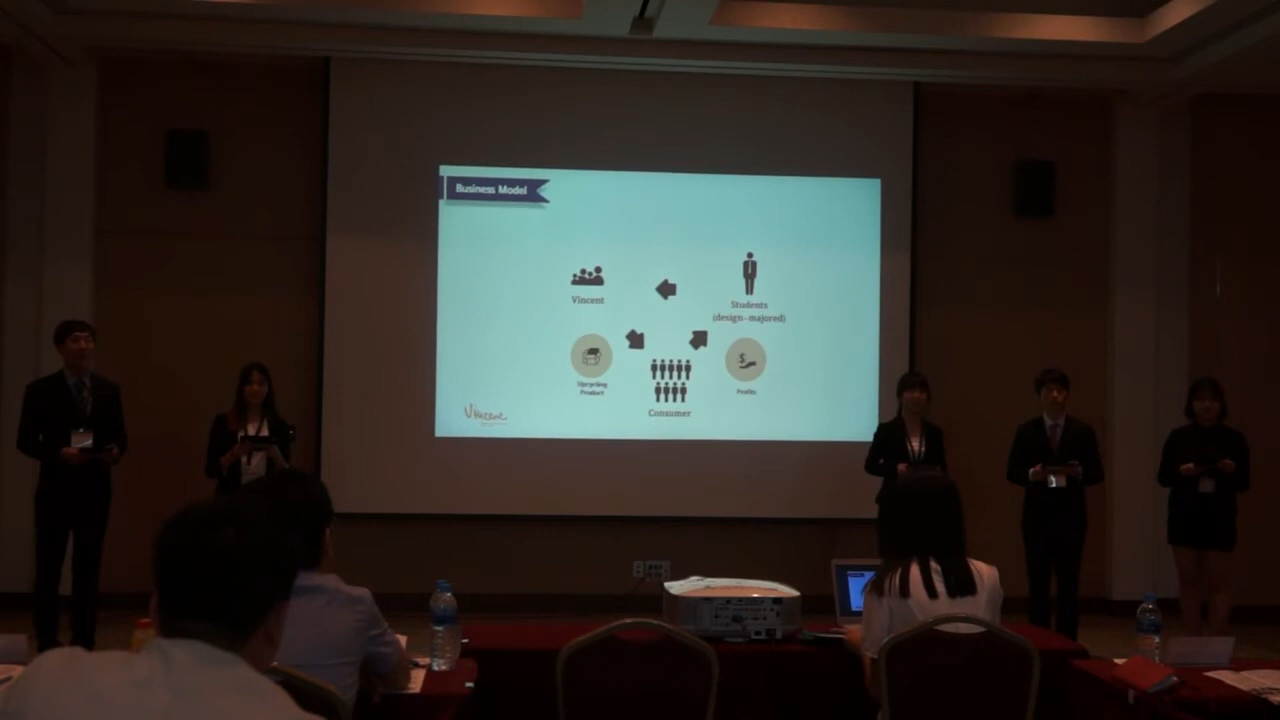 Business Model
Vincent
Students
(design-majored)
Upcycling
Product
Profits
Consumer
Vincent